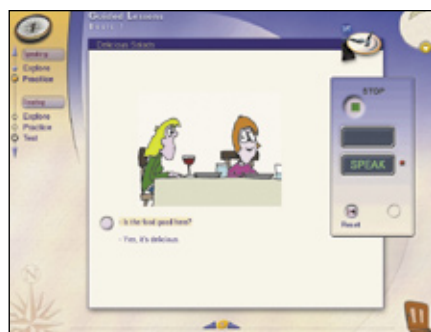 Guided Lessons
Delicious Salads
Speaking
Explore
Practice
Explore
Practice
Test
STOP
SPEAK
Reset
- Is the food good here?
- Yes, it's delicious.